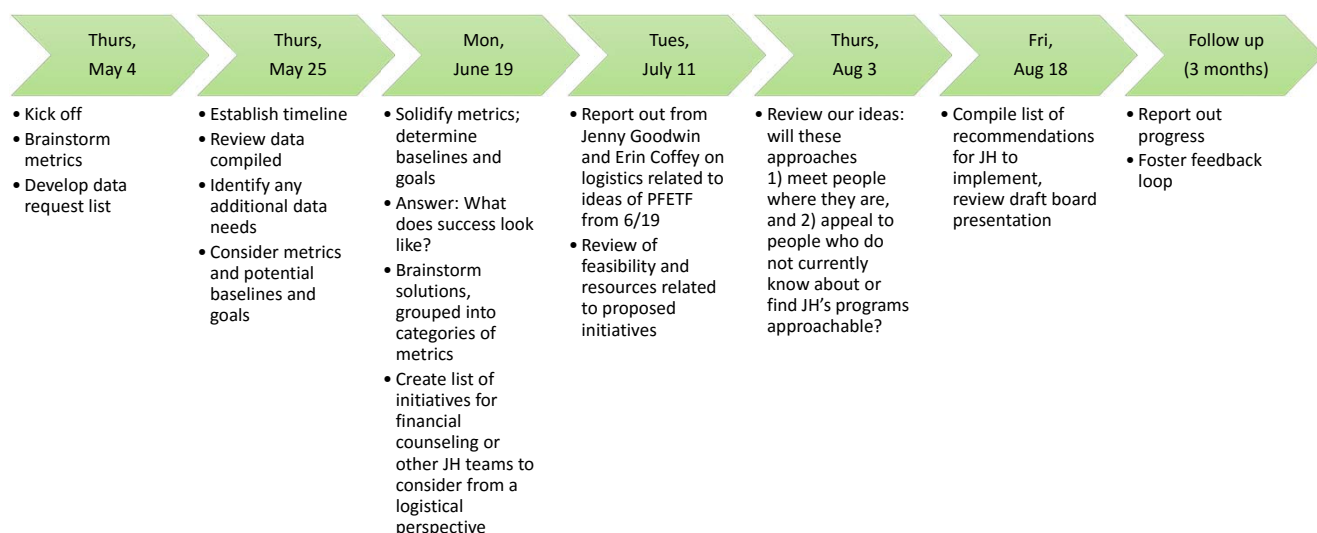 Thurs,
May 4
• Kick off
• Brainstorm
metrics
• Develop data
request list
Thurs,
May 25
• Establish timeline
• Review data
compiled
• Identify any
additional data
needs
• Consider metrics
and potential
baselines and
goals
Mon,
June 19
• Solidify metrics;
determine
baselines and
goals
• Answer: What
does success look
like?
• Brainstorm
solutions,
grouped into
categories of
metrics
• Create list of
initiatives for
financial
counseling or
other JH teams to
consider from a
logistical
perspective
Tues,
July 11
• Report out from
Jenny Goodwin
and Erin Coffey on
logistics related to
ideas of PFETF
from 6/19
• Review of
feasibility and
resources related
to proposed
initiatives
Thurs,
Aug 3
• Review our ideas:
will these
approaches
1) meet people
where they are,
and 2) appeal to
people who do
not currently
know about or
find JH's programs
approachable?
Fri,
Aug 18
• Compile list of
recommendations
for JH to
implement,
review draft board
presentation
Follow up
(3 months)
• Report out
progress
• Foster feedback
loop